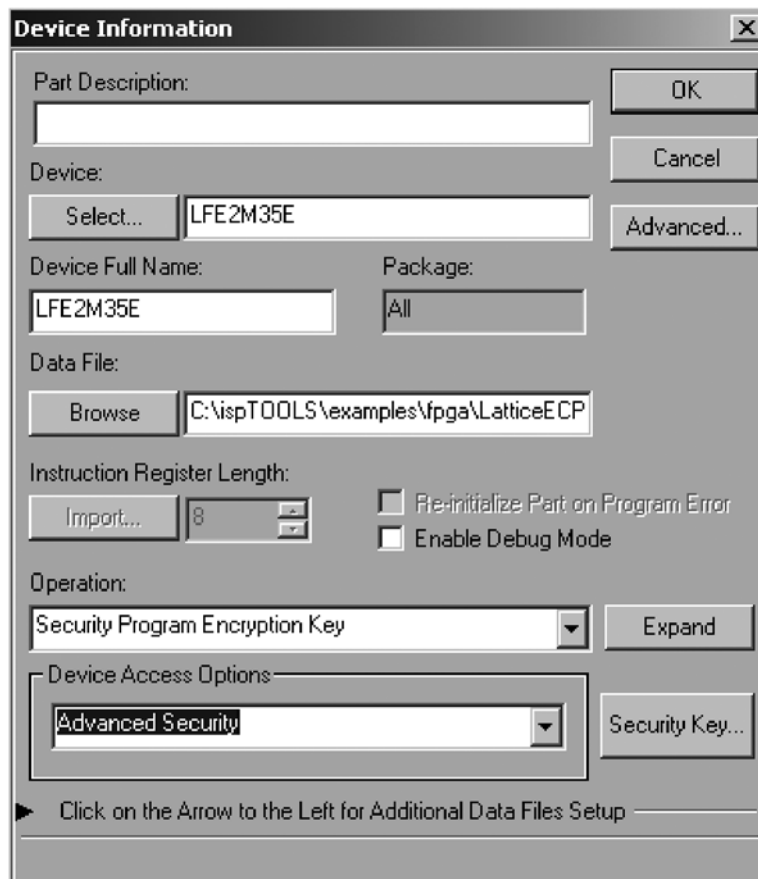 Device Information
Part Description:
OK
Cancel
Device:
Select...
LFE2M35E
Advanced...
Device Full Name:
Package:
LFE2M35E
All
Data File:
Browse
C:\ispTOOLS\examples\fpga\LatticeECP
Instruction Register Length:
Import...
8
Re-initialize Part on Program Error
Enable Debug Mode
Operation:
Security Program Encryption Key
Expand
Device Access Options
Advanced Security
Security Key...
Click on the Arrow to the Left for Additional Data Files Setup